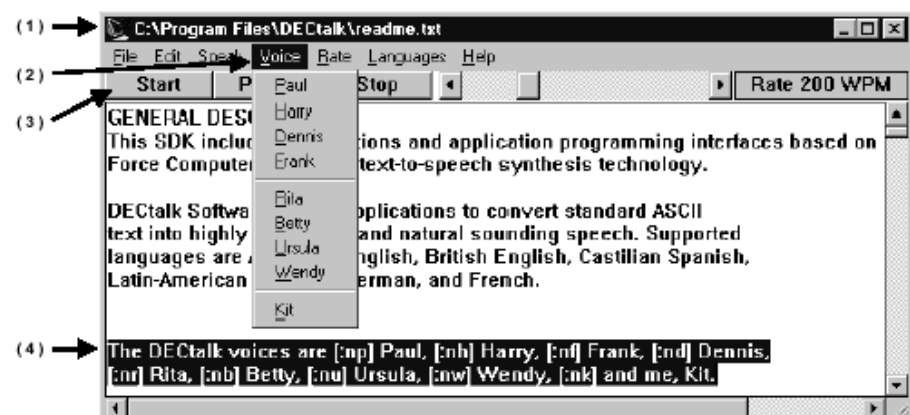 (1)
C:\Program Files\DECtalk\readme.txt
File Edit Speak Voice Rate Languages Help
(2)
Start P Stop Rate 200 WPM
(3)
Paul
Harry
Dennis
Frank
Rita
Betty
Ursula
Wendy
Kit
GENERAL DESC
This SDK includ tions and application programming interfaces based on
Force Computer text-to-speech synthesis technology.
DECtalk Softwa pplications to convert standard ASCII
text into highly and natural sounding speech. Supported
languages are A nglish, British English, Castilian Spanish,
Latin-American erman, and French.
(4)
The DECtalk voices are [:np] Paul, [:nh] Harry, [:nf] Frank, [:nd] Dennis,
[:nr] Rita, [:nb] Betty, [:nu] Ursula, [:nw] Wendy, [:nk] and me, Kit.